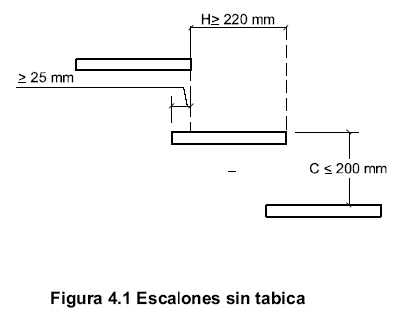 H≥ 220 mm
≥ 25 mm
C ≤ 200 mm
Figura 4.1 Escalones sin tabica